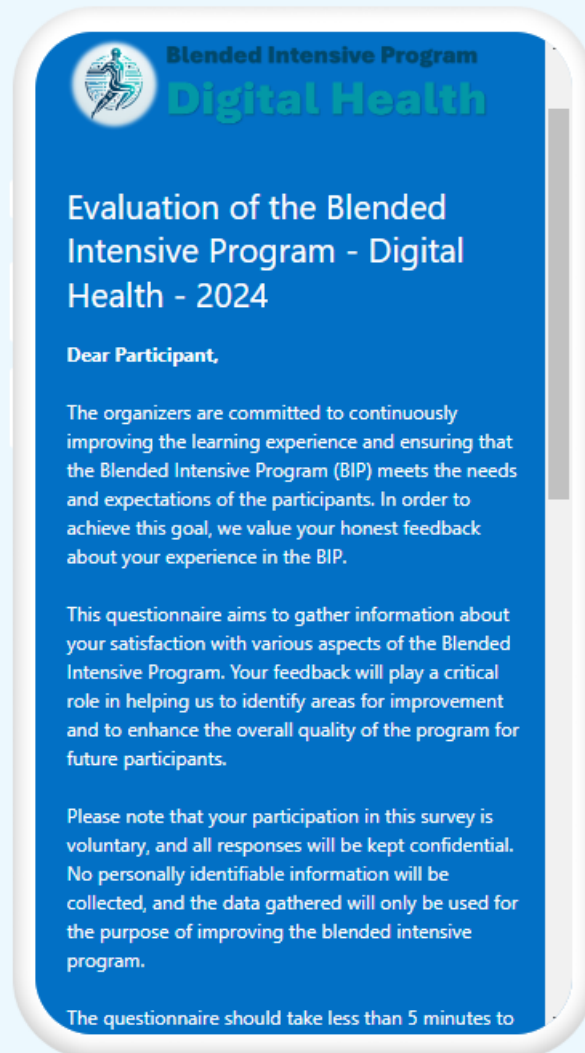 Blended Intensive Program
Digital Health
Evaluation of the Blended
Intensive Program - Digital
Health - 2024
Dear Participant,
The organizers are committed to continuously
improving the learning experience and ensuring that
the Blended Intensive Program (BIP) meets the needs
and expectations of the participants. In order to
achieve this goal, we value your honest feedback
about your experience in the BIP.
This questionnaire aims to gather information about
your satisfaction with various aspects of the Blended
Intensive Program. Your feedback will play a critical
role in helping us to identify areas for improvement
and to enhance the overall quality of the program for
future participants.
Please note that your participation in this survey is
voluntary, and all responses will be kept confidential.
No personally identifiable information will be
collected, and the data gathered will only be used for
the purpose of improving the blended intensive
program.
The questionnaire should take less than 5 minutes to